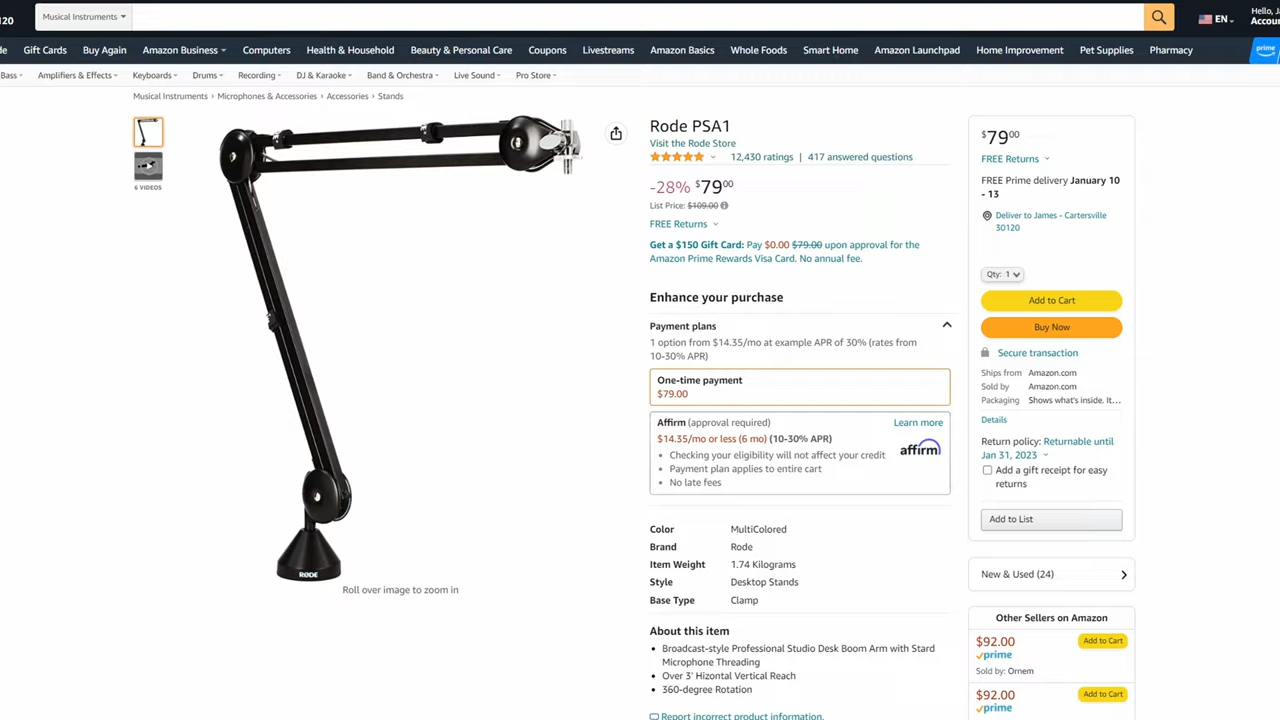 120
Musical Instruments
EN
Hello, Ja
Accou
de
Gift Cards
Buy Again
Amazon Business
Computers
Health & Household
Beauty & Personal Care
Coupons
Livestreams
Amazon Basics
Whole Foods
Smart Home
Amazon Launchpad
Home Improvement
Pet Supplies
Pharmacy
prime
Bass
Amplifiers & Effects
Keyboards
Drums
Recording
DJ & Karaoke
Band & Orchestra
Live Sound
Pro Store
Musical Instruments › Microphones & Accessories › Accessories › Stands
6 VIDEOS
RØDE
Roll over image to zoom in
Rode PSA1
Visit the Rode Store
12,430 ratings | 417 answered questions
-28% $7900
List Price: $109.00
FREE Returns
Get a $150 Gift Card: Pay $0.00 $79.00 upon approval for the
Amazon Prime Rewards Visa Card. No annual fee.
Enhance your purchase
Payment plans
1 option from $14.35/mo at example APR of 30% (rates from
10-30% APR)
One-time payment
$79.00
Affirm (approval required)
Learn more
$14.35/mo or less (6 mo) (10-30% APR)
affirm
• Checking your eligibility will not affect your credit
• Payment plan applies to entire cart
• No late fees
Color MultiColored
Brand Rode
Item Weight 1.74 Kilograms
Style Desktop Stands
Base Type Clamp
About this item
• Broadcast-style Professional Studio Desk Boom Arm with Stard
Microphone Threading
• Over 3' Hizontal Vertical Reach
• 360-degree Rotation
Report incorrect product information.
$7900
FREE Returns
FREE Prime delivery January 10
- 13
Deliver to James - Cartersville
30120
Qty: 1
Add to Cart
Buy Now
Secure transaction
Ships from Amazon.com
Sold by Amazon.com
Packaging Shows what's inside. It…
Details
Return policy: Returnable until
Jan 31, 2023
Add a gift receipt for easy
returns
Add to List
New & Used (24)
Other Sellers on Amazon
$92.00
Add to Cart
prime
Sold by: Ornem
$92.00
Add to Cart
prime